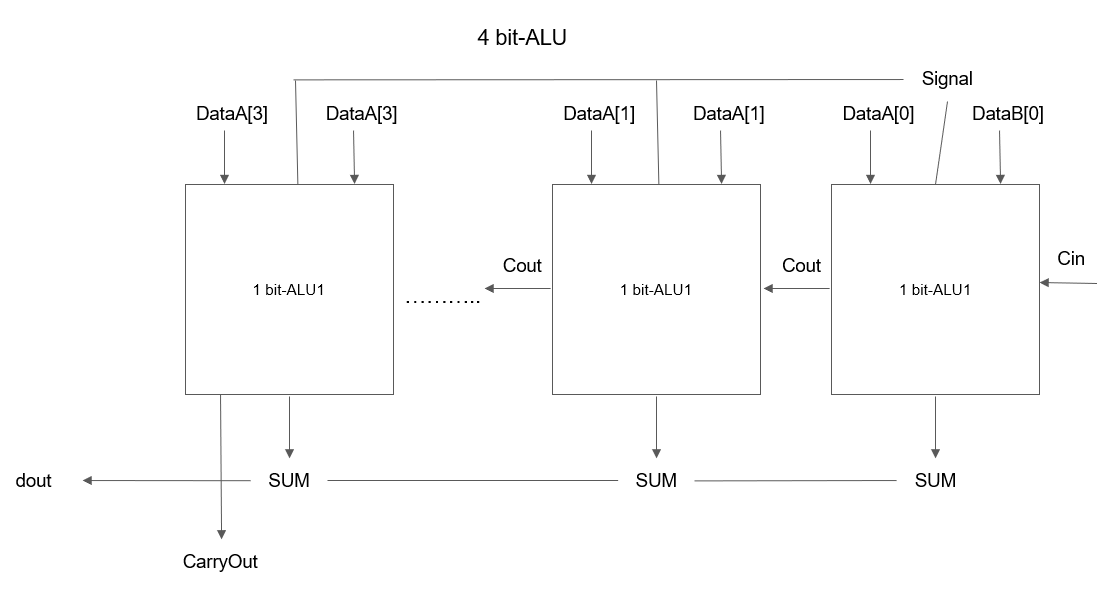 4 bit-ALU
Signal
DataA[3] DataA[3] DataA[1] DataA[1] DataA[0] DataB[0]
Cout Cout Cin
1 bit-ALU1 ........... 1 bit-ALU1 1 bit-ALU1
dout SUM SUM SUM
CarryOut